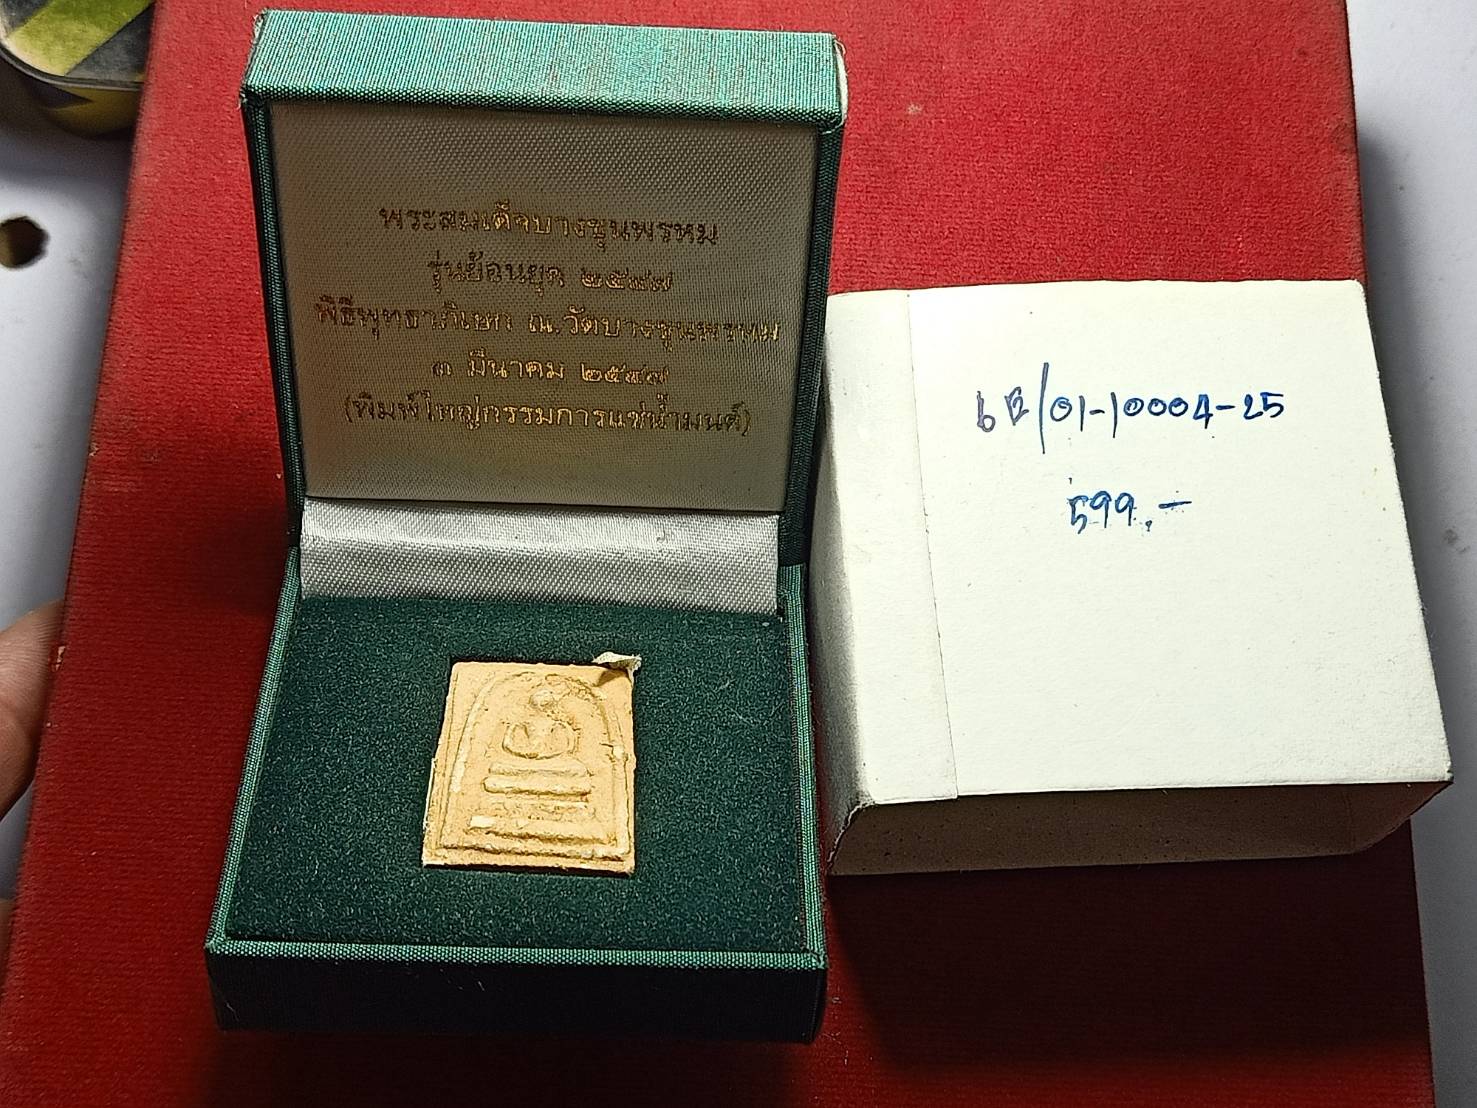 พระสมเด็จบางขุนพรหม
รุ่นย้อนยุค ๒๕๔๗
พิธีพุทธาภิเษก ณ.วัดบางขุนพรหม
๓ มีนาคม ๒๕๔๗
(พิมพ์ใหญ่กรรมการแช่น้ำมนต์)
/01-10004-25
599.-